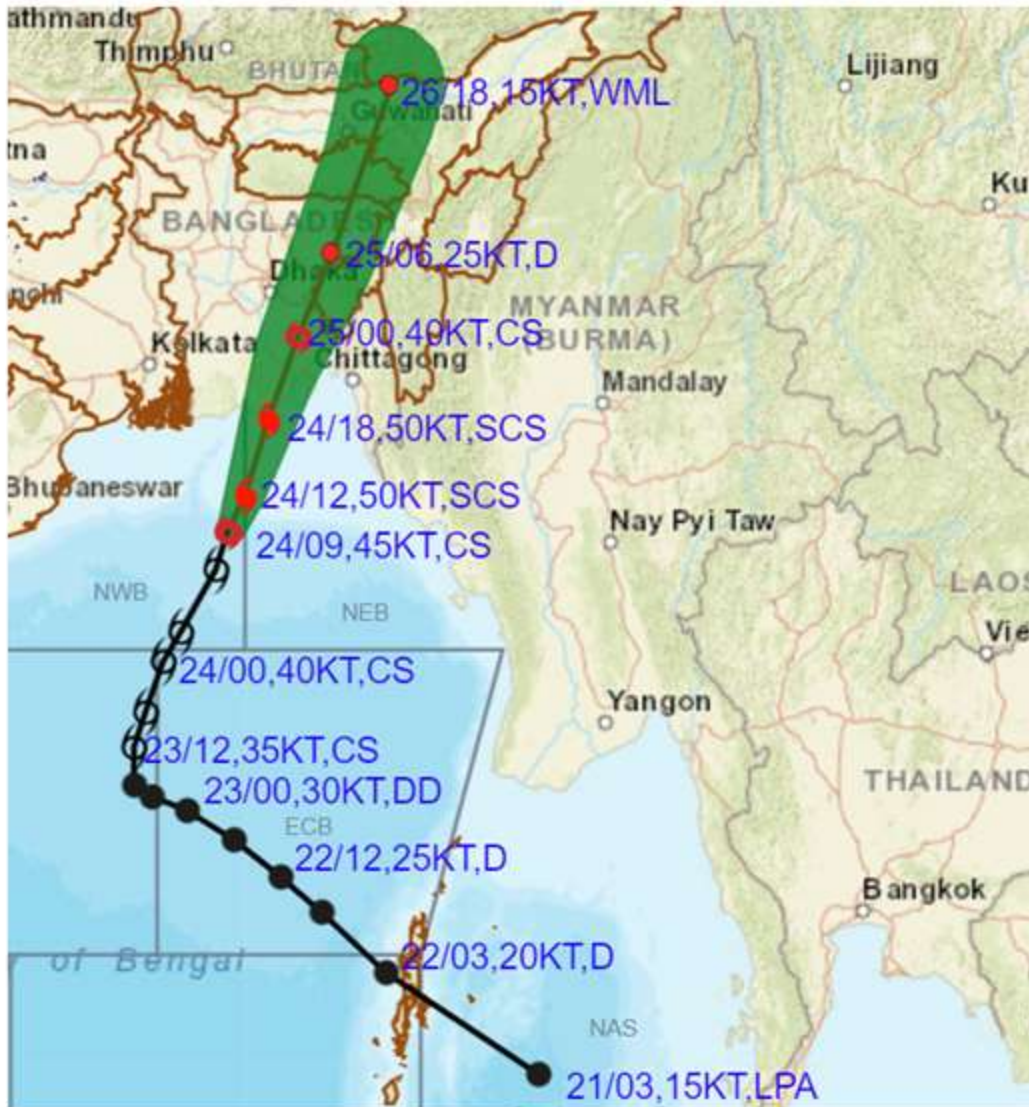 athmandu
Thimphu
BHUTAN
Lijiang
26/18,15KT,WML
Guwahati
tna
Ku
BANGLADES
25/06,25KT,D
Dhaka
nchi
MYANMAR
(BURMA)
25/00,40KT,CS
Kolkata
Chittagong
Mandalay
24/18,50KT,SCS
Bhubaneswar
24/12,50KT,SCS
Nay Pyi Taw
24/09,45KT,CS
NWB
NEB
LAOS
Vie
24/00,40KT,CS
Yangon
23/12,35KT,CS
THAILAND
23/00,30KT,DD
ECB
22/12,25KT,D
Bangkok
y of Bengal
22/03,20KT,D
NAS
21/03,15KT,LPA